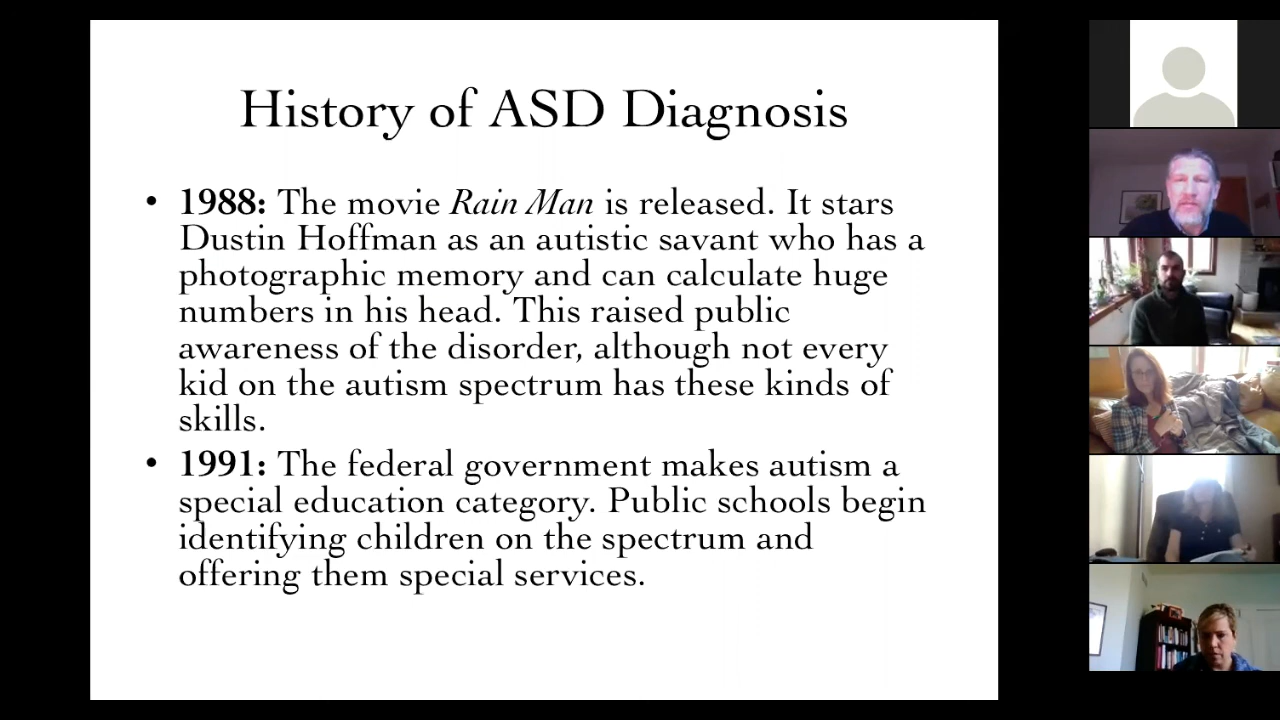 History of ASD Diagnosis
• 1988: The movie Rain Man is released. It stars
Dustin Hoffman as an autistic savant who has a
photographic memory and can calculate huge
numbers in his head. This raised public
awareness of the disorder, although not every
kid on the autism spectrum has these kinds of
skills.
• 1991: The federal government makes autism a
special education category. Public schools begin
identifying children on the spectrum and
offering them special services.